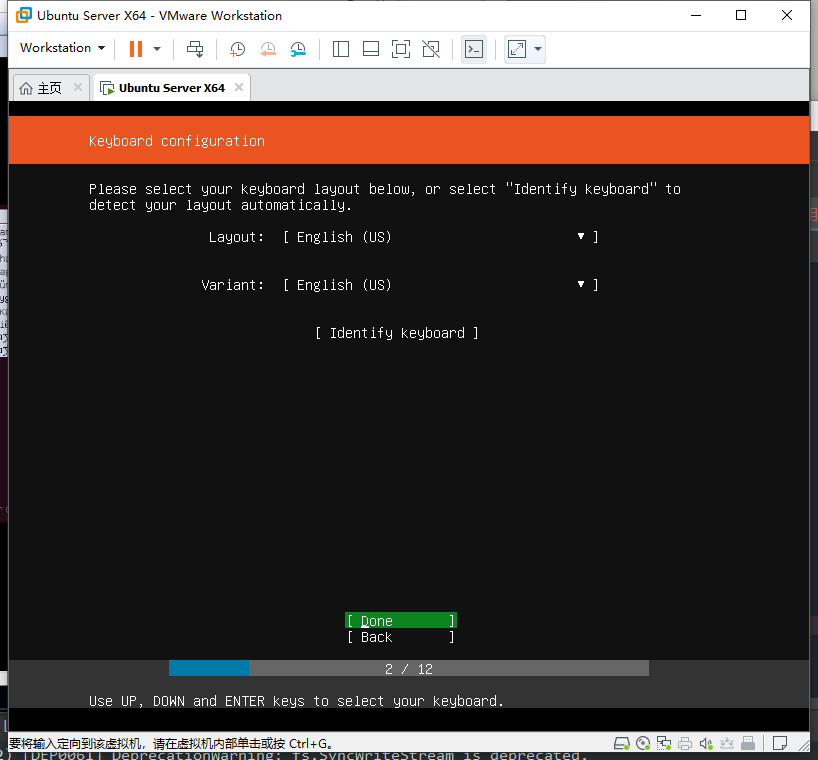 Ubuntu Server X64 - VMware Workstation
Workstation
主页
Ubuntu Server X64
Keyboard configuration
Please select your keyboard layout below, or select "Identify keyboard" to
detect your layout automatically.
Layout: [ English (US) ▼ ]
Variant: [ English (US) ▼ ]
[ Identify keyboard ]
[ Done ]
[ Back ]
2 / 12
Use UP, DOWN and ENTER keys to select your keyboard.
要将输入定向到该虚拟机，请在虚拟机内部单击或按 Ctrl+G。
[DEP0061] DeprecationWarning: fs.SyncWriteStream is deprecated.